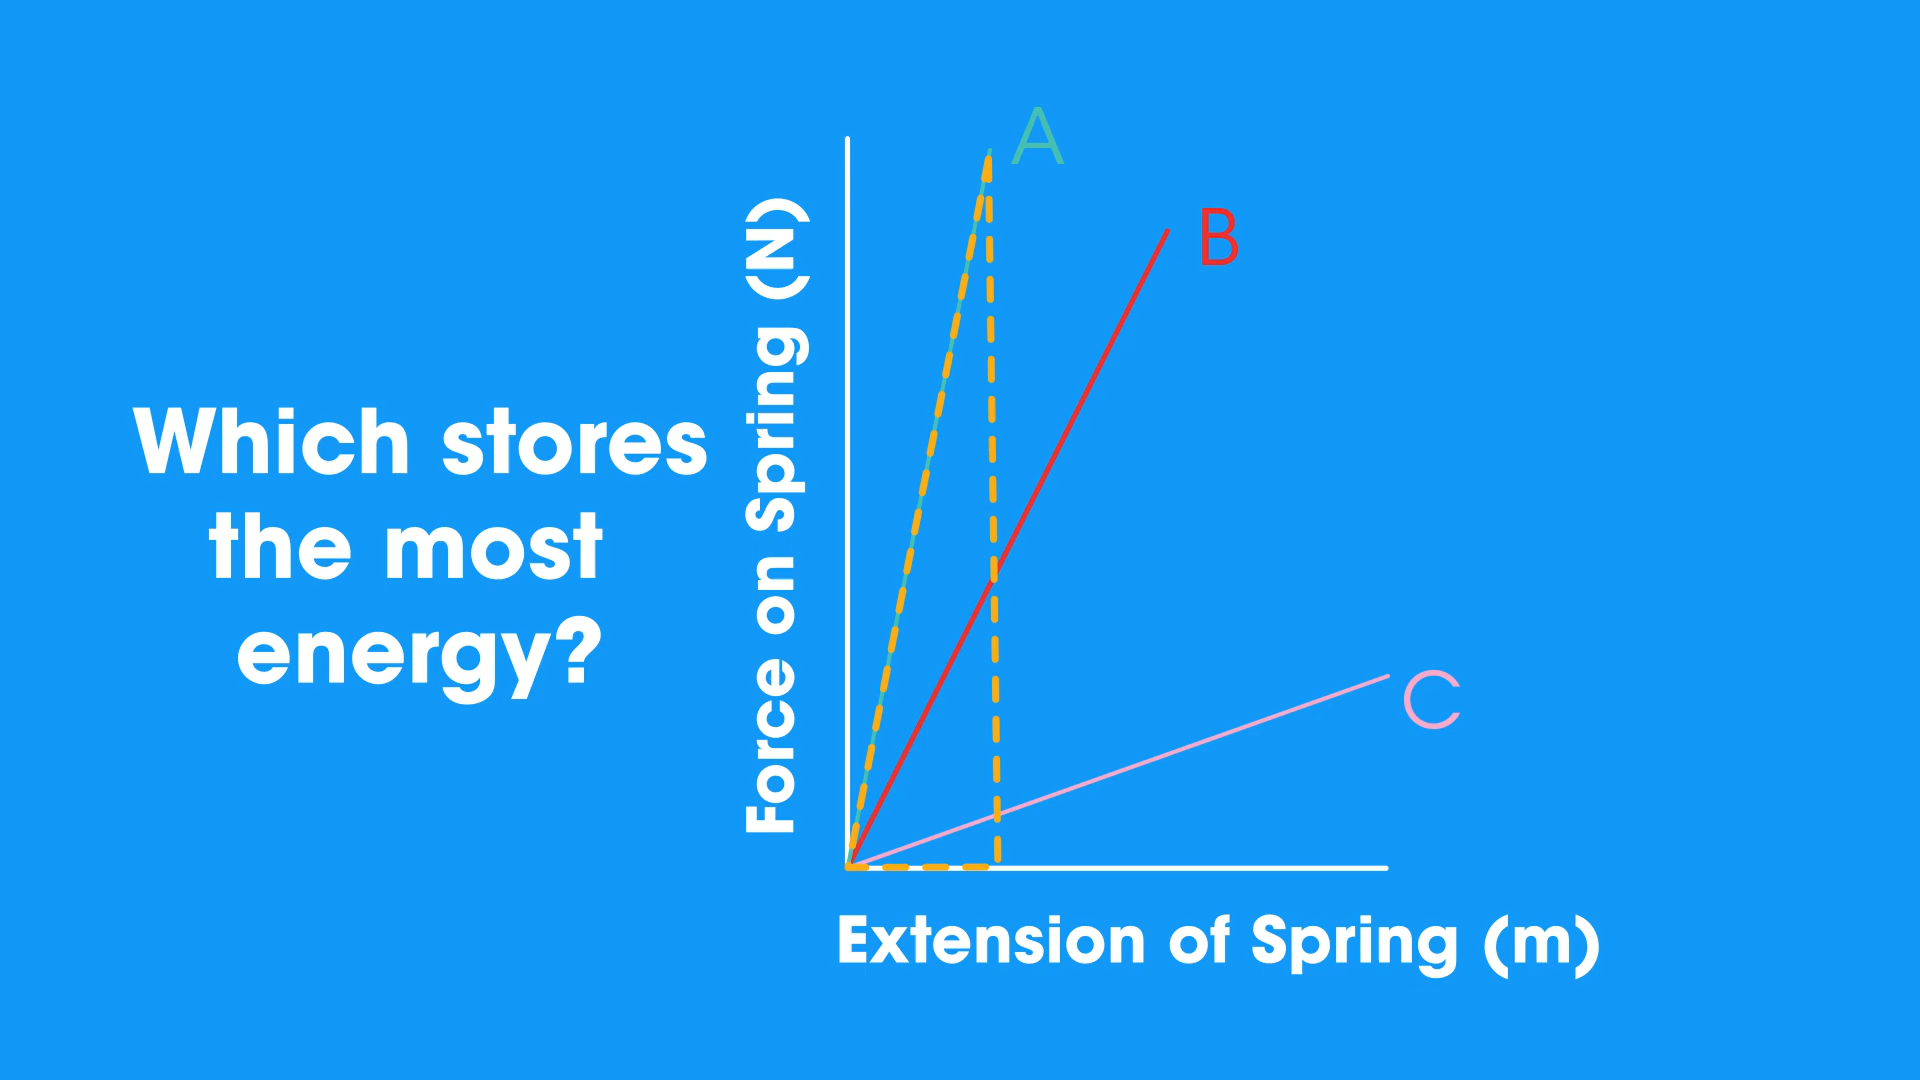 Which stores
the most
energy?
Force on Spring (N)
A
B
C
Extension of Spring (m)